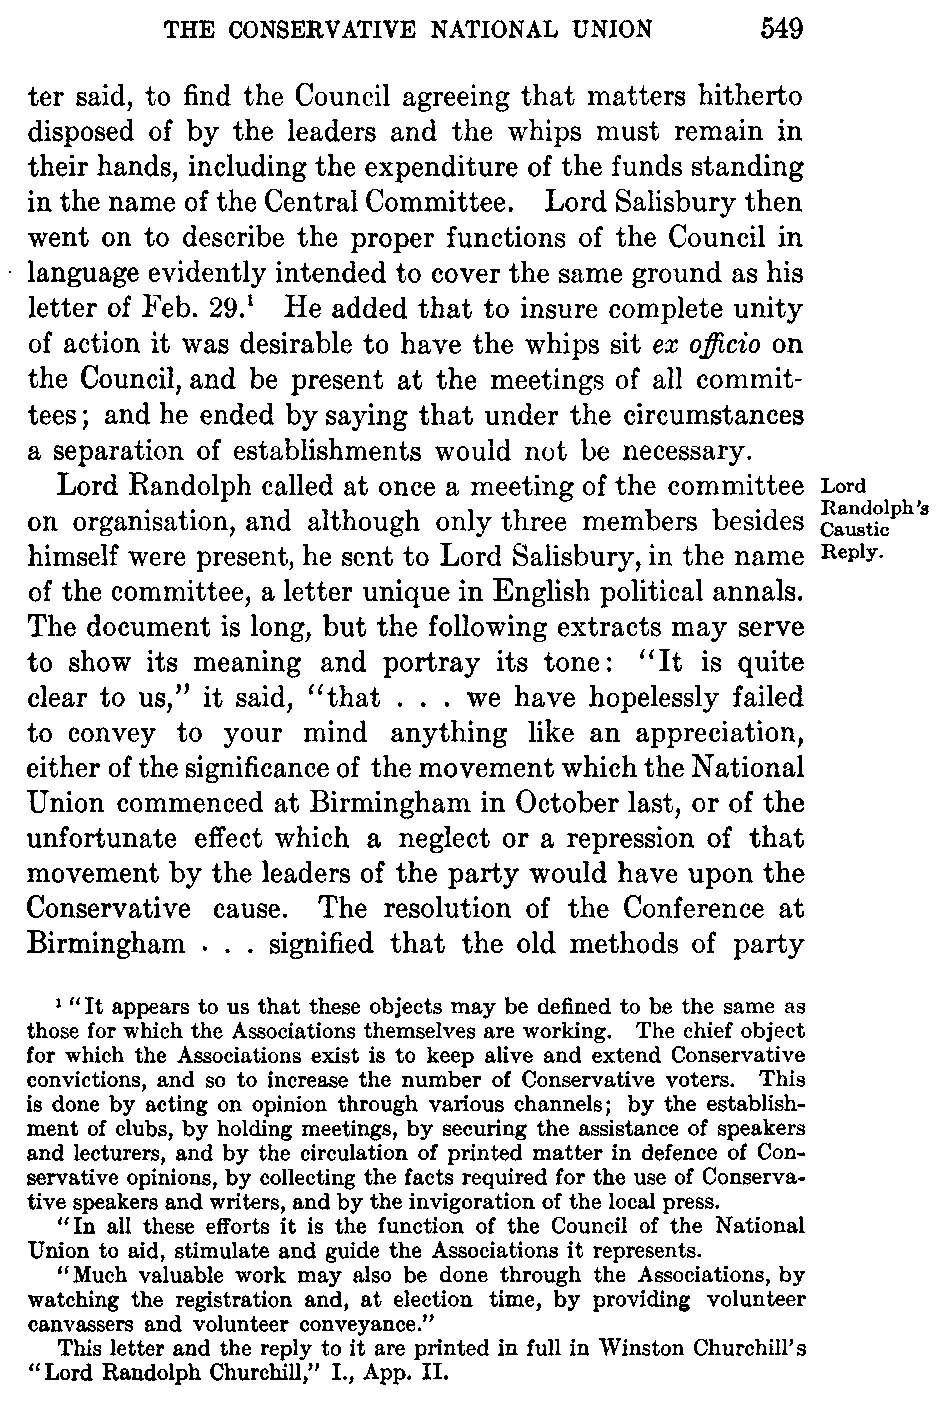 THE CONSERVATIVE NATIONAL UNION 549
ter said, to find the Council agreeing that matters hitherto
disposed of by the leaders and the whips must remain in
their hands, including the expenditure of the funds standing
in the name of the Central Committee. Lord Salisbury then
went on to describe the proper functions of the Council in
language evidently intended to cover the same ground as his
letter of Feb. 29.¹ He added that to insure complete unity
of action it was desirable to have the whips sit ex officio on
the Council, and be present at the meetings of all commit-
tees; and he ended by saying that under the circumstances
a separation of establishments would not be necessary.
Lord Randolph called at once a meeting of the committee
on organisation, and although only three members besides
himself were present, he sent to Lord Salisbury, in the name
of the committee, a letter unique in English political annals.
The document is long, but the following extracts may serve
to show its meaning and portray its tone: "It is quite
clear to us," it said, "that . . . we have hopelessly failed
to convey to your mind anything like an appreciation,
either of the significance of the movement which the National
Union commenced at Birmingham in October last, or of the
unfortunate effect which a neglect or a repression of that
movement by the leaders of the party would have upon the
Conservative cause. The resolution of the Conference at
Birmingham . . . signified that the old methods of party
Lord
Randolph's
Caustic
Reply.
¹ "It appears to us that these objects may be defined to be the same as
those for which the Associations themselves are working. The chief object
for which the Associations exist is to keep alive and extend Conservative
convictions, and so to increase the number of Conservative voters. This
is done by acting on opinion through various channels; by the establish-
ment of clubs, by holding meetings, by securing the assistance of speakers
and lecturers, and by the circulation of printed matter in defence of Con-
servative opinions, by collecting the facts required for the use of Conserva-
tive speakers and writers, and by the invigoration of the local press.
"In all these efforts it is the function of the Council of the National
Union to aid, stimulate and guide the Associations it represents.
"Much valuable work may also be done through the Associations, by
watching the registration and, at election time, by providing volunteer
canvassers and volunteer conveyance."
This letter and the reply to it are printed in full in Winston Churchill's
"Lord Randolph Churchill," I., App. II.